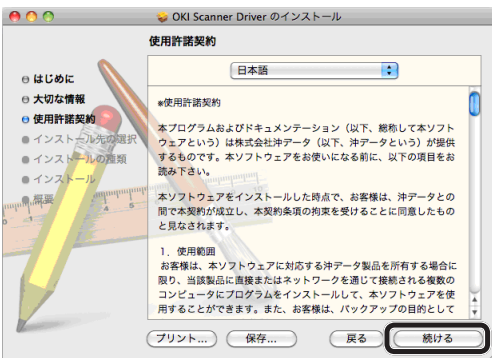 OKI Scanner Driver のインストール
使用許諾契約
はじめに
大切な情報
使用許諾契約
インストール先の選択
インストールの種類
インストール
概要
日本語
*使用許諾契約
本プログラムおよびドキュメンテーション（以下、総称して本ソフト
ウェアという）は株式会社沖データ（以下、沖データという）が提供
するものです。本ソフトウェアをお使いになる前に、以下の項目をお
読み下さい。
本ソフトウェアをインストールした時点で、お客様は、沖データとの
間で本契約が成立し、本契約条項の拘束を受けることに同意したもの
と見なされます。
1．使用範囲
お客様は、本ソフトウェアに対応する沖データ製品を所有する場合に
限り、当該製品に直接またはネットワークを通じて接続される複数の
コンピュータにプログラムをインストールして、本ソフトウェアを使
用することができます。また、お客様は、バックアップの目的として
プリント...
保存...
戻る
続ける